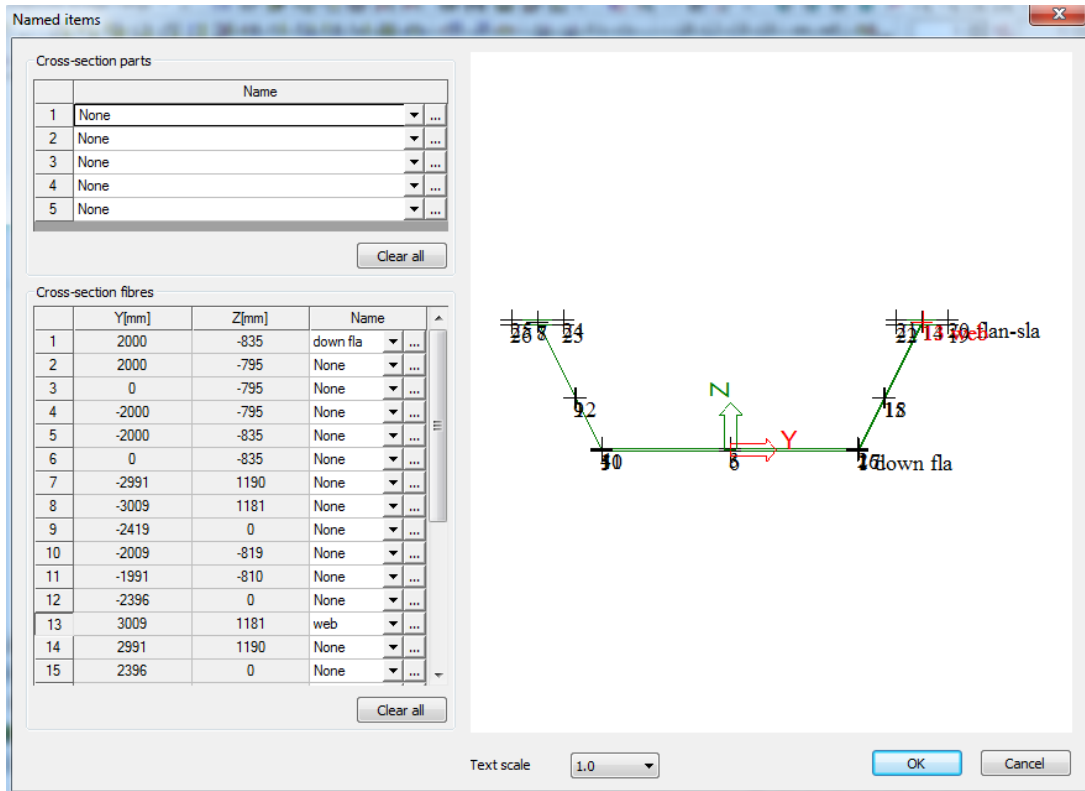 Named items
Cross-section parts
Name
1 None ...
2 None ...
3 None ...
4 None ...
5 None ...
Clear all
Cross-section fibres
Y[mm] Z[mm] Name
1 2000 -835 down fla ...
2 2000 -795 None ...
3 0 -795 None ...
4 -2000 -795 None ...
5 -2000 -835 None ...
6 0 -835 None ...
7 -2991 1190 None ...
8 -3009 1181 None ...
9 -2419 0 None ...
10 -2009 -819 None ...
11 -1991 -810 None ...
12 -2396 0 None ...
13 3009 1181 web ...
14 2991 1190 None ...
15 2396 0 None ...
Clear all
web flan-sla
Z
Y
down fla
Text scale 1.0
OK Cancel